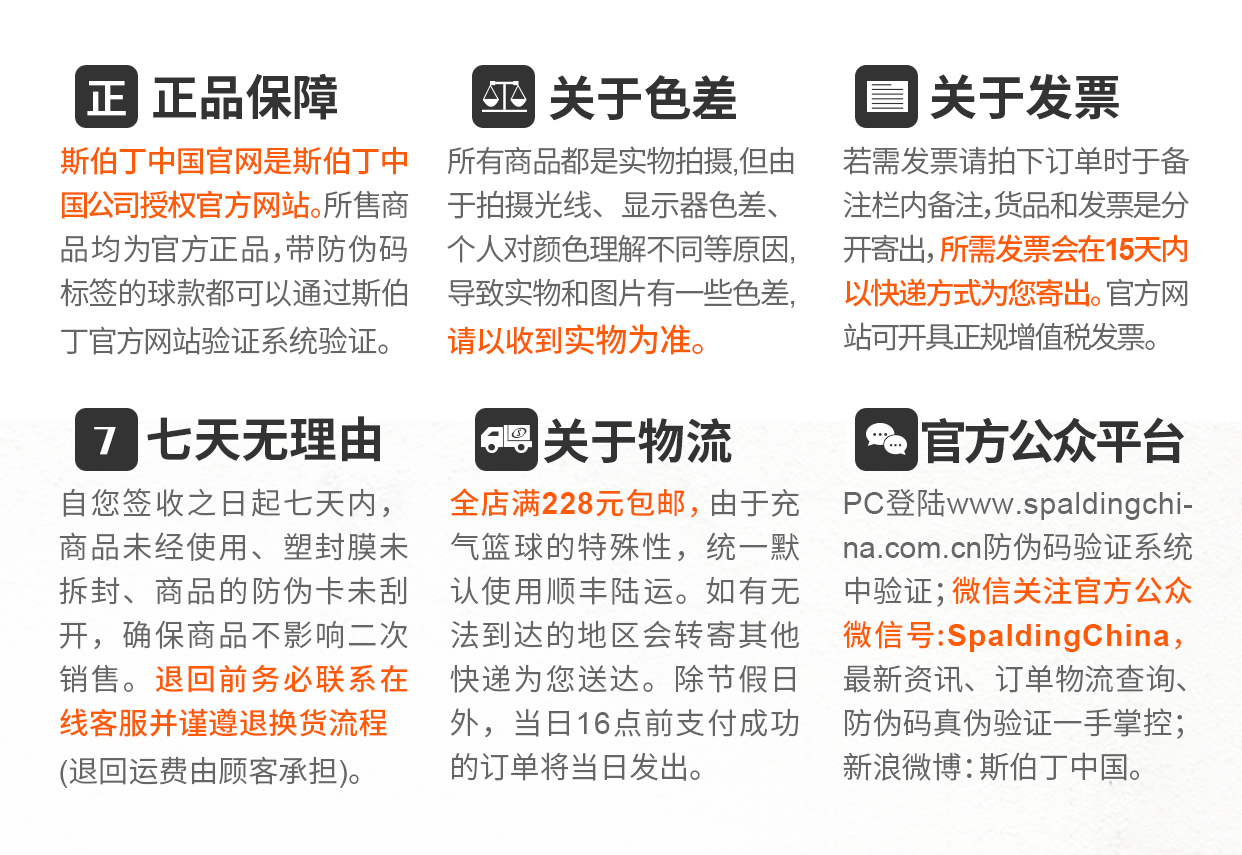 正 正品保障
斯伯丁中国官网是斯伯丁中
国公司授权官方网站。所售商
品均为官方正品,带防伪码
标签的球款都可以通过斯伯
丁官方网站验证系统验证。
关于色差
所有商品都是实物拍摄,但由
于拍摄光线、显示器色差、
个人对颜色理解不同等原因,
导致实物和图片有一些色差,
请以收到实物为准。
关于发票
若需发票请拍下订单时于备
注栏内备注,货品和发票是分
开寄出,所需发票会在15天内
以快递方式为您寄出。官方网
站可开具正规增值税发票。
7 七天无理由
自您签收之日起七天内，
商品未经使用、塑封膜未
拆封、商品的防伪卡未刮
开，确保商品不影响二次
销售。退回前务必联系在
线客服并谨遵退换货流程
(退回运费由顾客承担)。
关于物流
全店满228元包邮，由于充
气篮球的特殊性，统一默
认使用顺丰陆运。如有无
法到达的地区会转寄其他
快递为您送达。除节假日
外，当日16点前支付成功
的订单将当日发出。
官方公众平台
PC登陆www.spaldingchi-
na.com.cn防伪码验证系统
中验证；微信关注官方公众
微信号:SpaldingChina，
最新资讯、订单物流查询、
防伪码真伪验证一手掌控；
新浪微博：斯伯丁中国。